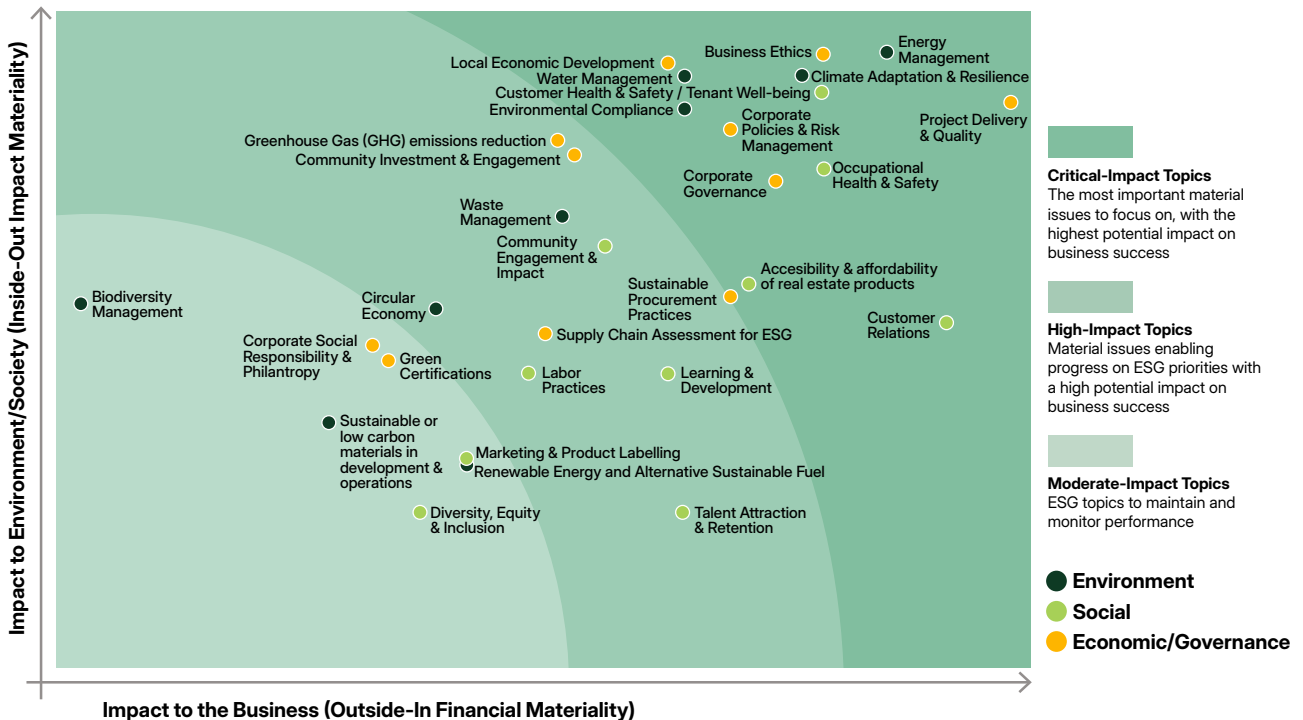 Impact to Environment/Society (Inside-Out Impact Materiality)
Local Economic Development
Business Ethics
Energy
Management
Water Management
Climate Adaptation & Resilience
Customer Health & Safety / Tenant Well-being
Environmental Compliance
Corporate
Policies & Risk
Management
Project Delivery
& Quality
Greenhouse Gas (GHG) emissions reduction
Community Investment & Engagement
Corporate
Governance
Occupational
Health & Safety
Waste
Management
Community
Engagement &
Impact
Accesibility & affordability
of real estate products
Sustainable
Procurement
Practices
Biodiversity
Management
Circular
Economy
Customer
Relations
Supply Chain Assessment for ESG
Corporate Social
Responsibility &
Philantropy
Green
Certifications
Labor
Practices
Learning &
Development
Sustainable or
low carbon
materials in
development &
operations
Marketing & Product Labelling
Renewable Energy and Alternative Sustainable Fuel
Diversity, Equity
& Inclusion
Talent Attraction
& Retention
Impact to the Business (Outside-In Financial Materiality)
Critical-Impact Topics
The most important material
issues to focus on, with the
highest potential impact on
business success
High-Impact Topics
Material issues enabling
progress on ESG priorities with
a high potential impact on
business success
Moderate-Impact Topics
ESG topics to maintain and
monitor performance
Environment
Social
Economic/Governance